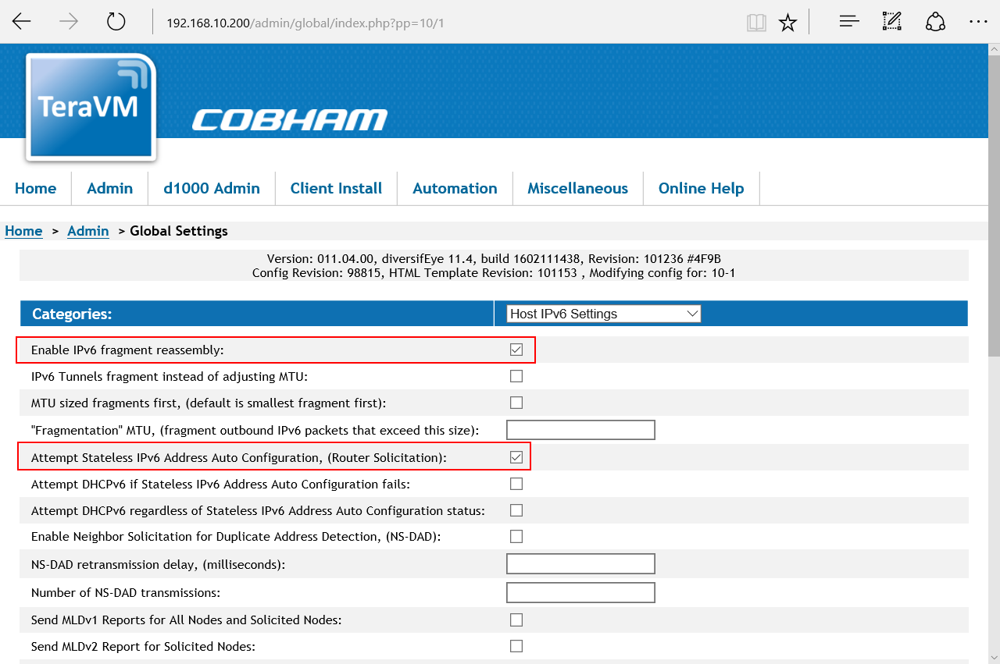 192.168.10.200/admin/global/index.php?pp=10/1
TeraVM
COBHAM
Home Admin d1000 Admin Client Install Automation Miscellaneous Online Help
Home > Admin > Global Settings
Version: 011.04.00, diversifEye 11.4, build 1602111438, Revision: 101236 #4F9B
Config Revision: 98815, HTML Template Revision: 101153 , Modifying config for: 10-1
Categories: Host IPv6 Settings
Enable IPv6 fragment reassembly:
IPv6 Tunnels fragment instead of adjusting MTU:
MTU sized fragments first, (default is smallest fragment first):
"Fragmentation" MTU, (fragment outbound IPv6 packets that exceed this size):
Attempt Stateless IPv6 Address Auto Configuration, (Router Solicitation):
Attempt DHCPv6 if Stateless IPv6 Address Auto Configuration fails:
Attempt DHCPv6 regardless of Stateless IPv6 Address Auto Configuration status:
Enable Neighbor Solicitation for Duplicate Address Detection, (NS-DAD):
NS-DAD retransmission delay, (milliseconds):
Number of NS-DAD transmissions:
Send MLDv1 Reports for All Nodes and Solicited Nodes:
Send MLDv2 Report for Solicited Nodes: